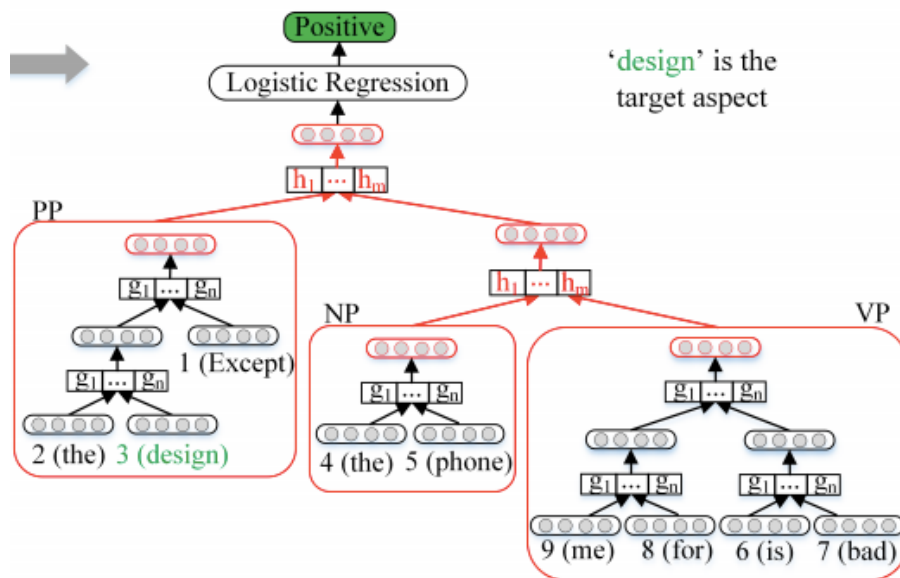 Positive
Logistic Regression
'design' is the
target aspect
h1 ... hm
PP
g1 ... gn
1 (Except)
g1 ... gn
2 (the) 3 (design)
h1 ... hm
NP
g1 ... gn
4 (the) 5 (phone)
VP
g1 ... gn
g1 ... gn g1 ... gn
9 (me) 8 (for) 6 (is) 7 (bad)